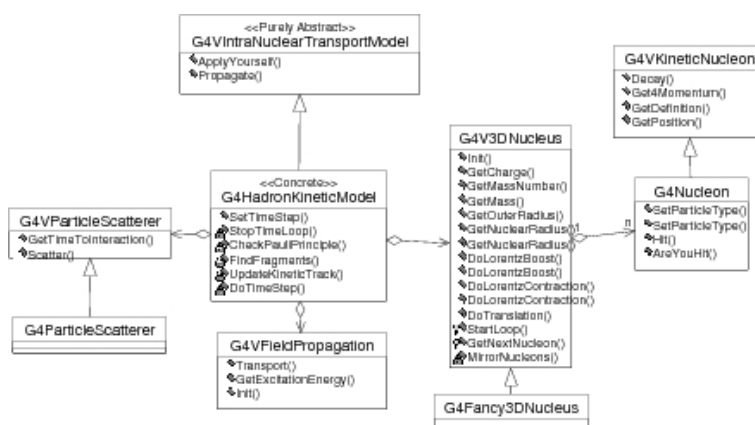 <<Purely Abstract>>
G4VIntraNuclearTransportModel
ApplyYourself()
Propagate()
G4VKineticNucleon
Decay()
Get4Momentum()
GetDefinition()
GetPosition()
G4V3DNucleus
Init()
GetCharge()
GetMassNumber()
GetMass()
GetOuterRadius()
GetNuclearRadius()
GetNuclearRadius()
DoLorentzBoost()
DoLorentzBoost()
DoLorentzContraction()
DoLorentzContraction()
DoTranslation()
StartLoop()
GetNextNucleon()
MirrorNucleons()
1
n
G4Nucleon
SetParticleType()
SetParticleType()
Hit()
AreYouHit()
<<Concrete>>
G4HadronKineticModel
SetTimeStep()
StopTimeLoop()
CheckPauliPrinciple()
FindFragments()
UpdateKineticTrack()
DoTimeStep()
G4VParticleScatterer
GetTimeToInteraction()
Scatter()
G4ParticleScatterer
G4VFieldPropagation
Transport()
GetExcitationEnergy()
Init()
G4Fancy3DNucleus